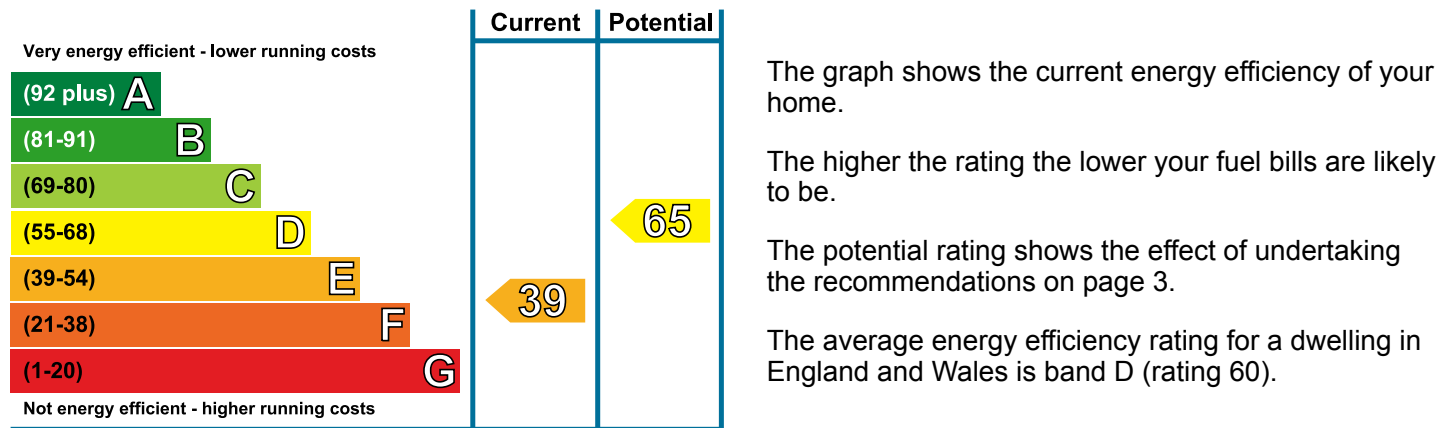 Current Potential
Very energy efficient - lower running costs
(92 plus) A
(81-91) B
(69-80) C
(55-68) D
65
(39-54) E
39
(21-38) F
(1-20) G
Not energy efficient - higher running costs
The graph shows the current energy efficiency of your
home.
The higher the rating the lower your fuel bills are likely
to be.
The potential rating shows the effect of undertaking
the recommendations on page 3.
The average energy efficiency rating for a dwelling in
England and Wales is band D (rating 60).